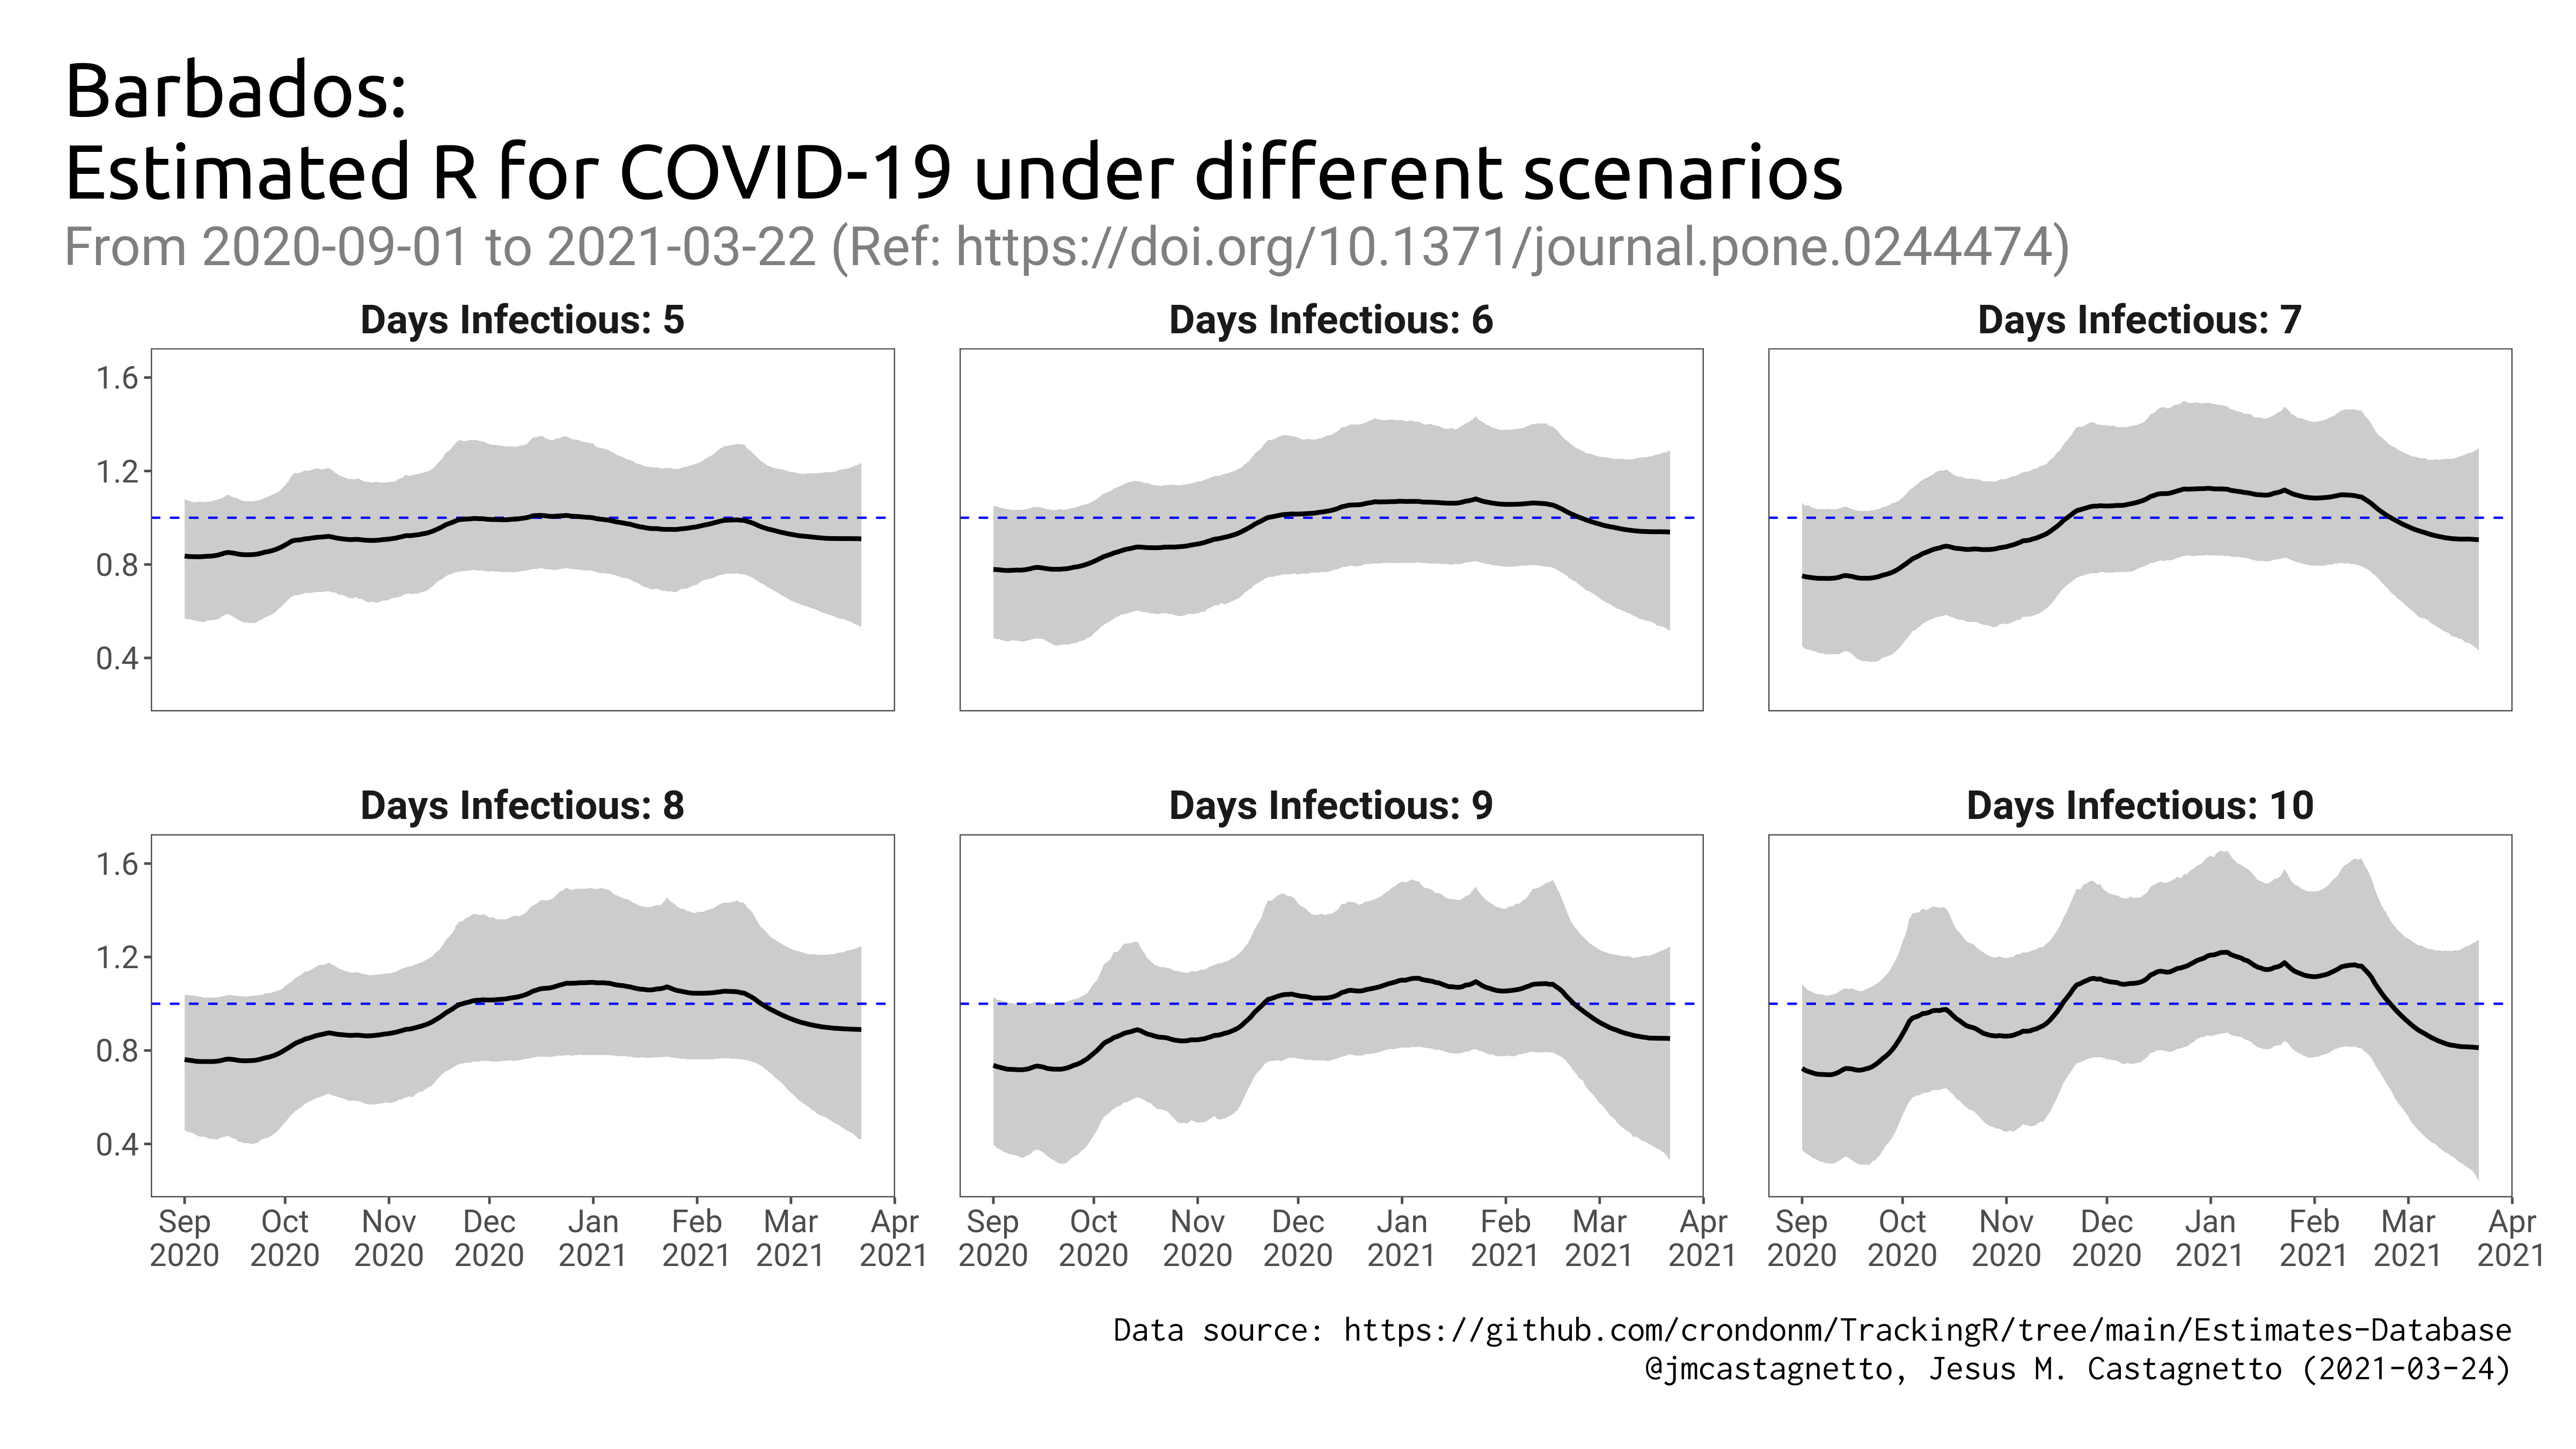 Barbados:
Estimated R for COVID-19 under different scenarios
From 2020-09-01 to 2021-03-22 (Ref: https://doi.org/10.1371/journal.pone.0244474)
Days Infectious: 5
Days Infectious: 6
Days Infectious: 7
1.6
1.2
0.8
0.4
Days Infectious: 8
Days Infectious: 9
Days Infectious: 10
1.6
1.2
0.8
0.4
Sep Oct Nov Dec Jan Feb Mar Apr
2020 2020 2020 2020 2021 2021 2021 2021
Sep Oct Nov Dec Jan Feb Mar Apr
2020 2020 2020 2020 2021 2021 2021 2021
Sep Oct Nov Dec Jan Feb Mar Apr
2020 2020 2020 2020 2021 2021 2021 2021
Data source: https://github.com/crondonm/TrackingR/tree/main/Estimates-Database
@jmcastagnetto, Jesus M. Castagnetto (2021-03-24)